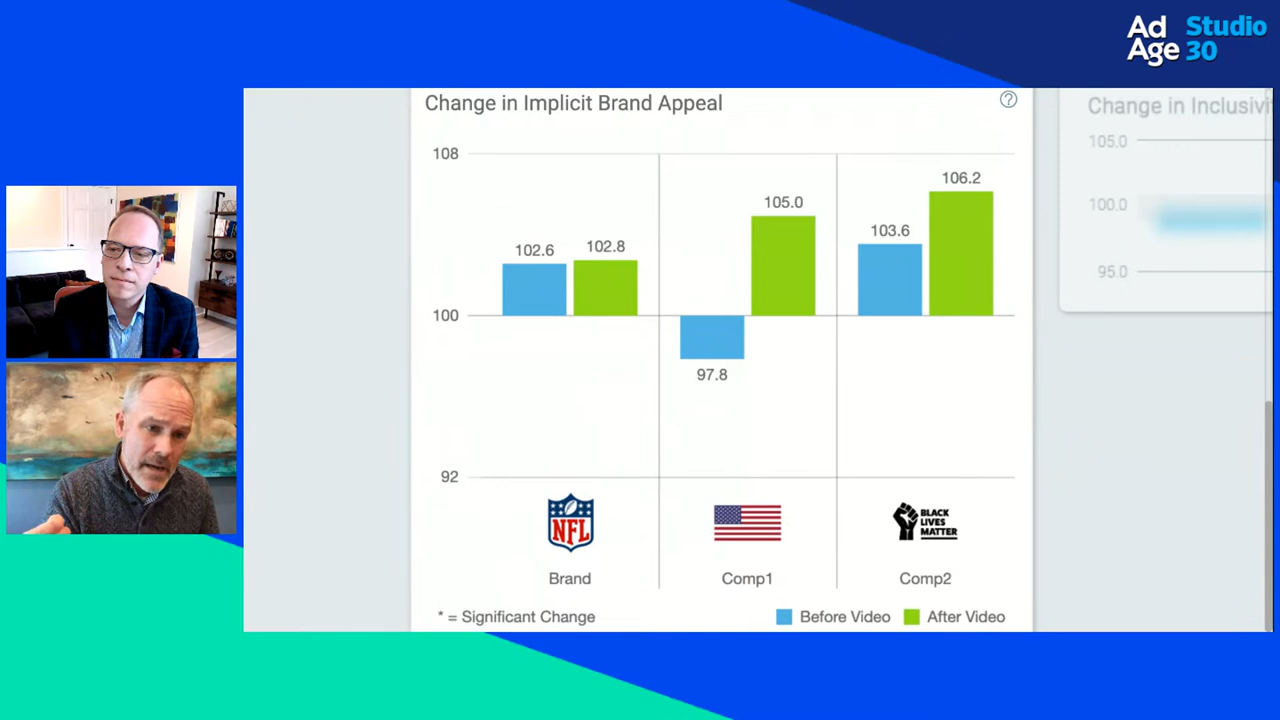 Ad Age Studio 30
Change in Implicit Brand Appeal
?
108
100
92
102.6
102.8
97.8
105.0
103.6
106.2
NFL
BLACK
LIVES
MATTER
Brand
Comp1
Comp2
* = Significant Change
Before Video
After Video
Change in
105.0
100.0
95.0